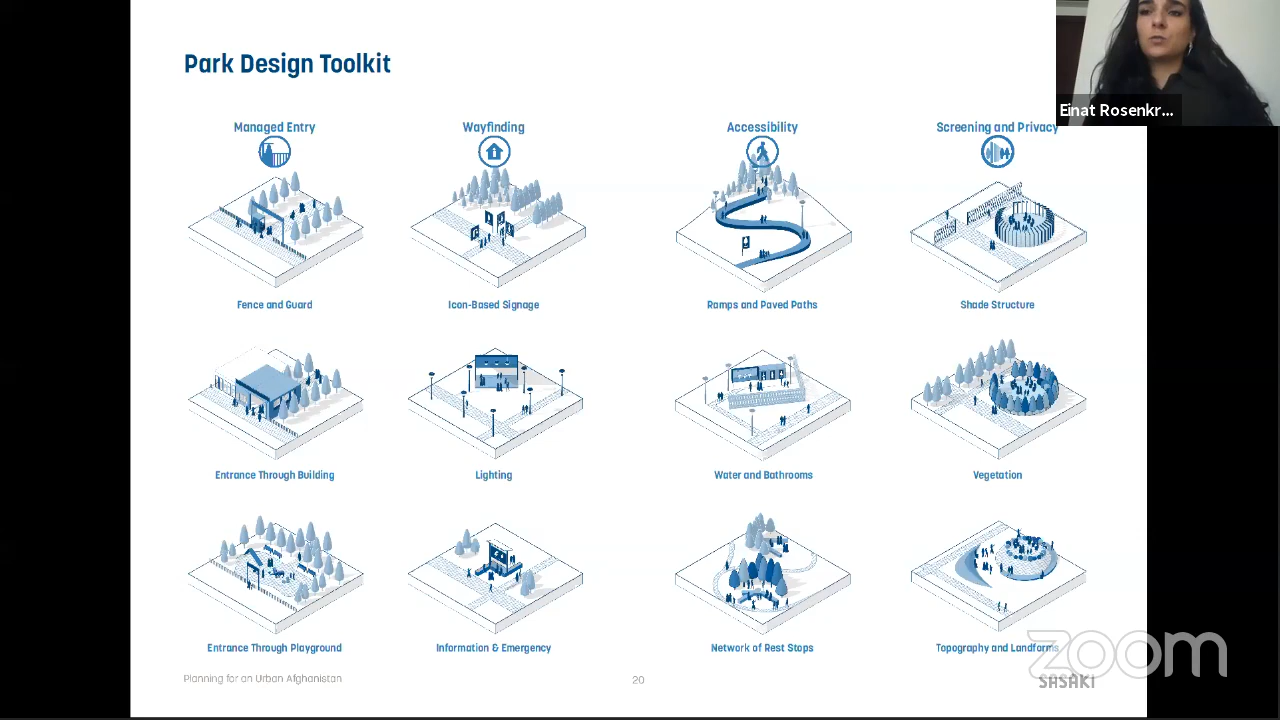 Park Design Toolkit
Einat Rosenkr...
Managed Entry
Wayfinding
Accessibility
Screening and Privacy
Fence and Guard
Icon-Based Signage
Ramps and Paved Paths
Shade Structure
Entrance Through Building
Lighting
Water and Bathrooms
Vegetation
Entrance Through Playground
Information & Emergency
Network of Rest Stops
Topography and Landforms
zoom
Planning for an Urban Afghanistan
20
SASAKI